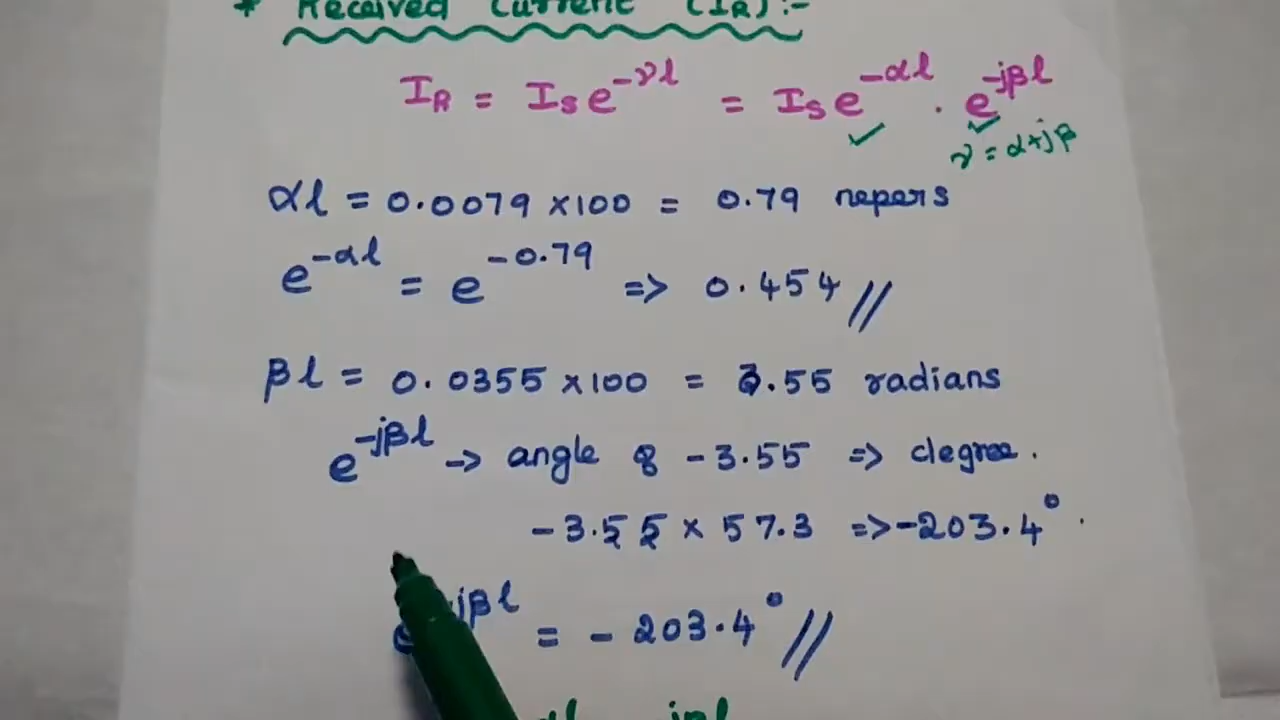 * Received Current (IR) :-
IR = Is e^-γl = Is e^-αl . e^-jβl
γ = α+jβ
αl = 0.0079 x100 = 0.79 nepers
e^-αl = e^-0.79 => 0.454 //
βl = 0.0355 x100 = 3.55 radians
e^-jβl -> angle of -3.55 => degree.
-3.55 x 57.3 => -203.4°.
jβl = - 203.4° //